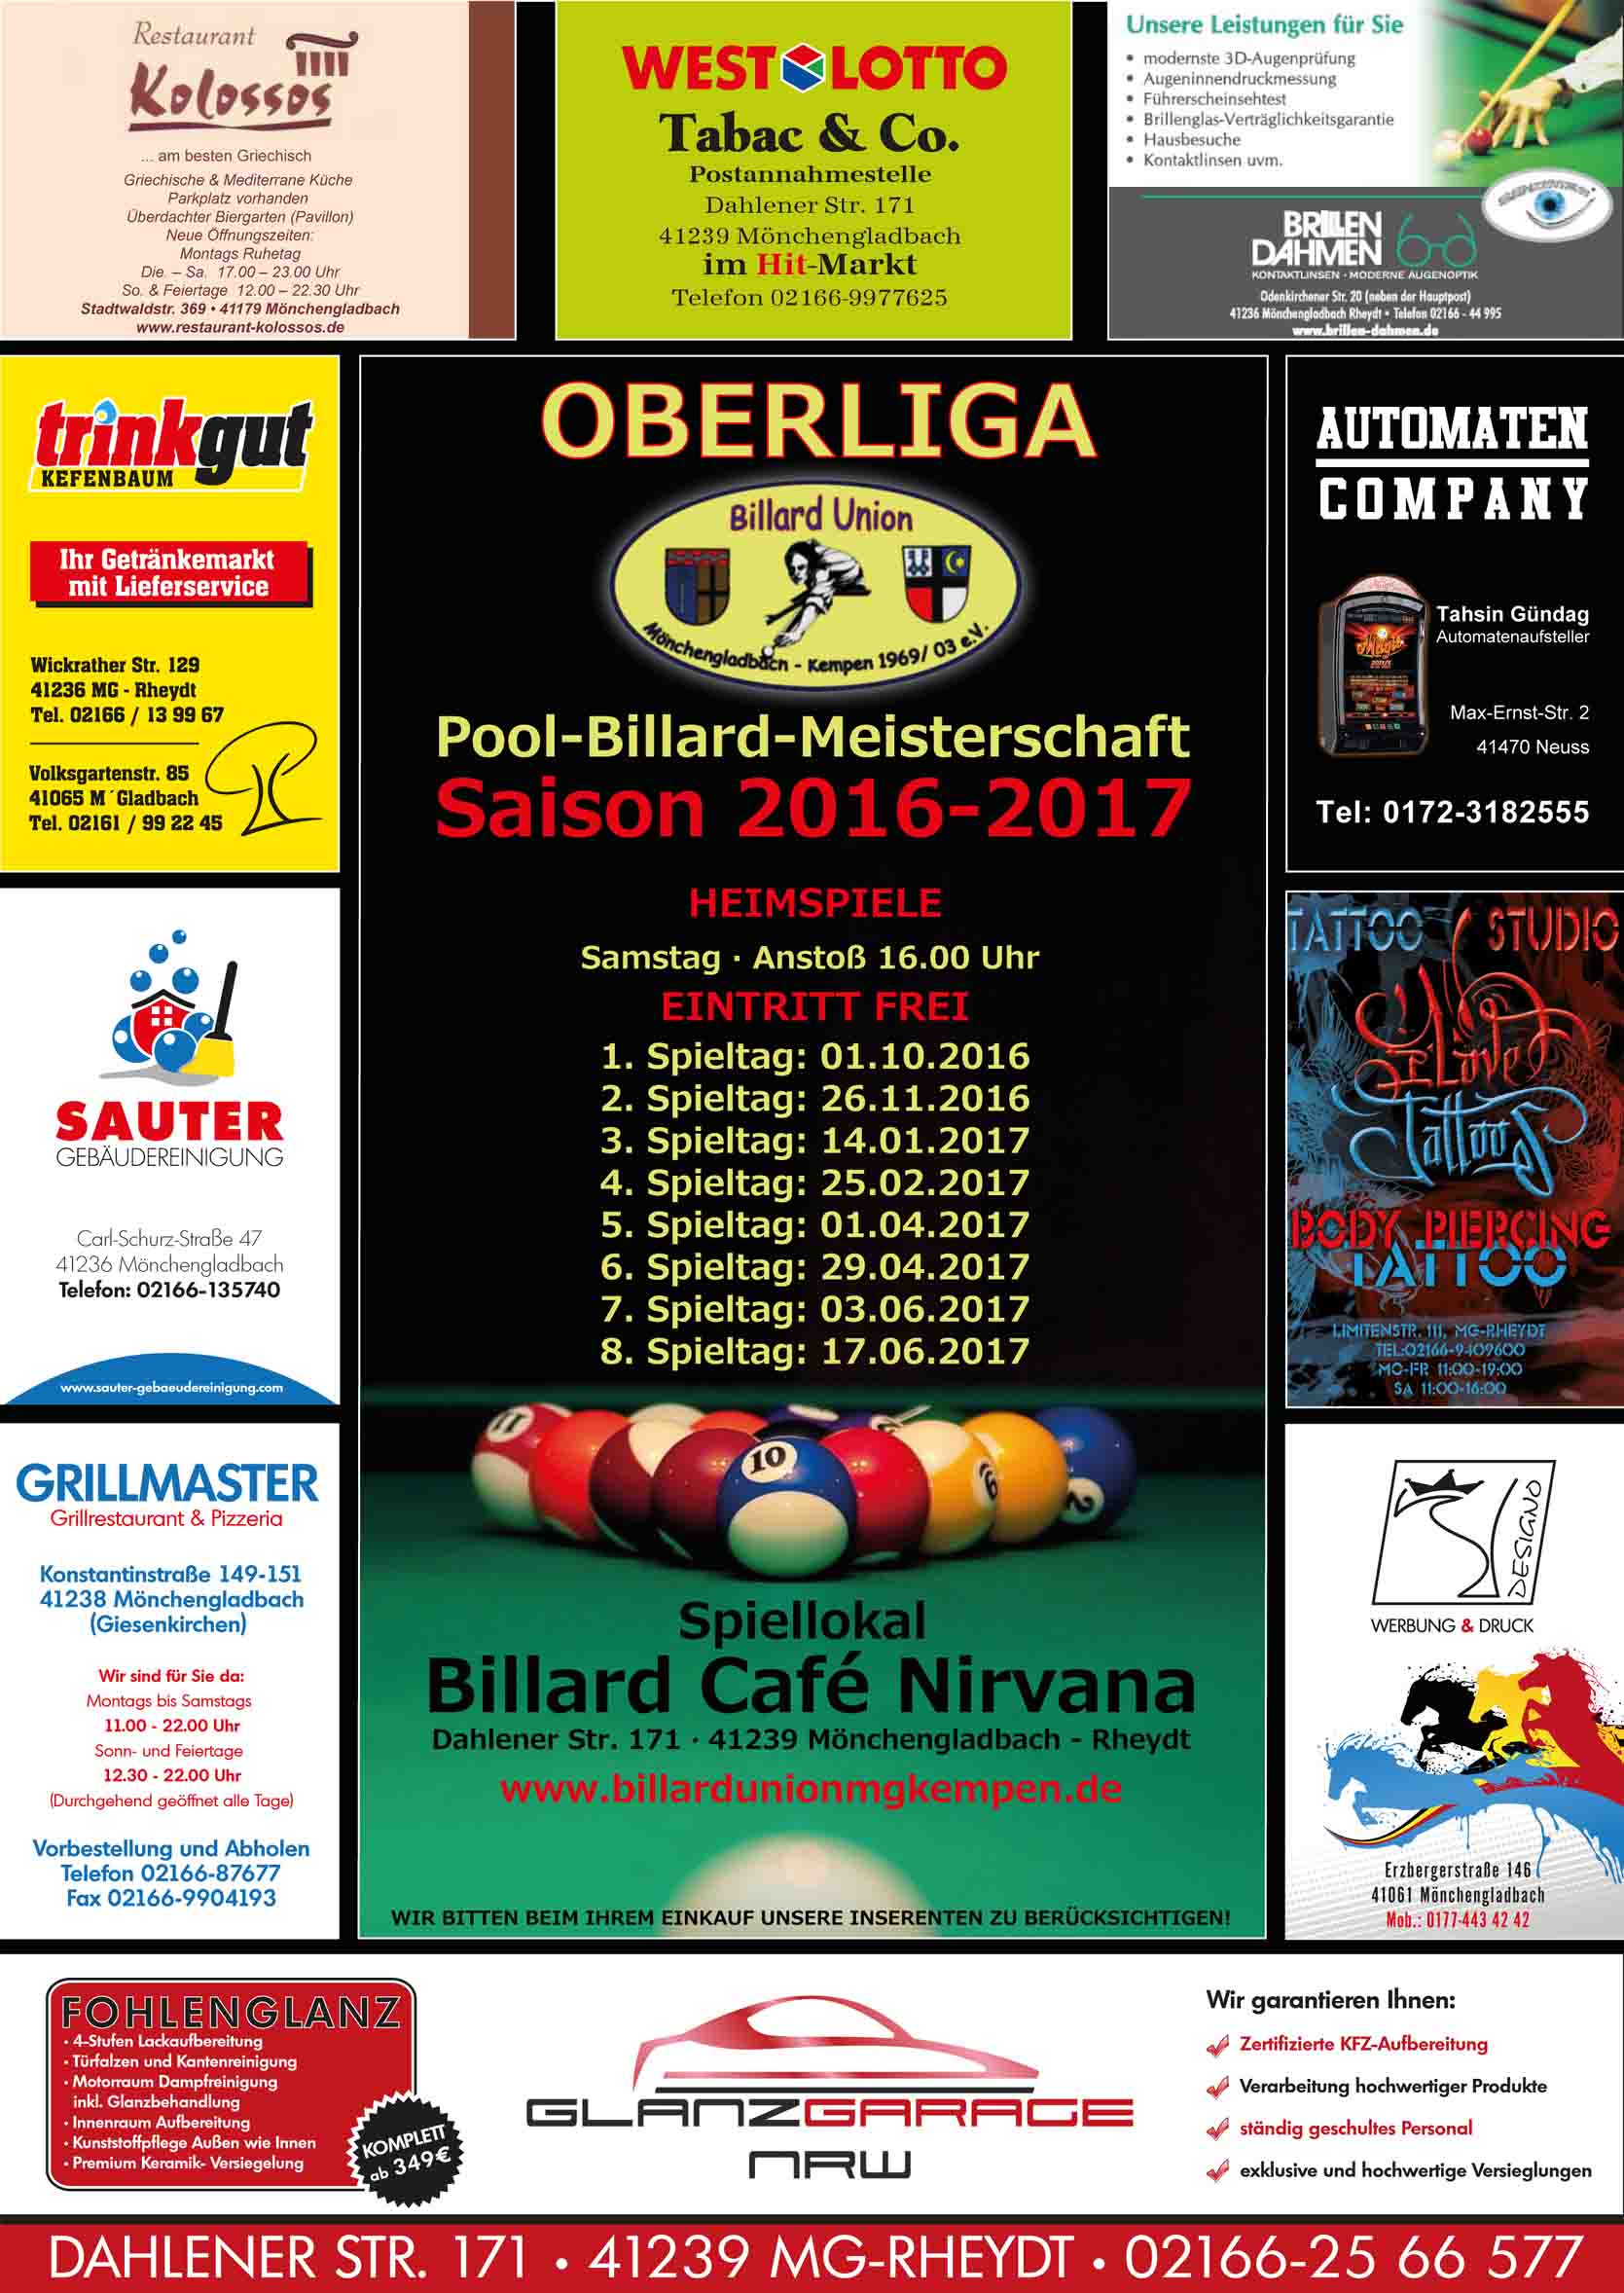 Restaurant
Kolossos
... am besten Griechisch
Griechische & Mediterrane Küche
Parkplatz vorhanden
Überdachter Biergarten (Pavillon)
Neue Öffnungszeiten:
Montags Ruhetag
Die. – Sa. 17.00 – 23.00 Uhr
So. & Feiertage 12.00 – 22.30 Uhr
Stadtwaldstr. 369 • 41179 Mönchengladbach
www.restaurant-kolossos.de
WEST LOTTO
Tabac & Co.
Postannahmestelle
Dahlener Str. 171
41239 Mönchengladbach
im Hit-Markt
Telefon 02166-9977625
Unsere Leistungen für Sie
• modernste 3D-Augenprüfung
• Augeninnendruckmessung
• Führerscheinsehtest
• Brillenglas-Verträglichkeitsgarantie
• Hausbesuche
• Kontaktlinsen uvm.
BRILLEN
DAHMEN
KONTAKTLINSEN - MODERNE AUGENOPTIK
Odenkirchener Str. 20 (neben der Hauptpost)
41236 Mönchengladbach Rheydt • Telefon 02166 - 44 995
www.brillen-dahmen.de
trinkgut
KEFENBAUM
Ihr Getränkemarkt
mit Lieferservice
Wickrather Str. 129
41236 MG - Rheydt
Tel. 02166 / 13 99 67
Volksgartenstr. 85
41065 M´Gladbach
Tel. 02161 / 99 22 45
OBERLIGA
Billard Union
Mönchengladbach - Kempen 1969/ 03 e.V.
Pool-Billard-Meisterschaft
Saison 2016-2017
HEIMSPIELE
Samstag · Anstoß 16.00 Uhr
EINTRITT FREI
1. Spieltag: 01.10.2016
2. Spieltag: 26.11.2016
3. Spieltag: 14.01.2017
4. Spieltag: 25.02.2017
5. Spieltag: 01.04.2017
6. Spieltag: 29.04.2017
7. Spieltag: 03.06.2017
8. Spieltag: 17.06.2017
11
10
9
2
Spiellokal
Billard Café Nirvana
Dahlener Str. 171 · 41239 Mönchengladbach - Rheydt
www.billardunionmgkempen.de
WIR BITTEN BEIM IHREM EINKAUF UNSERE INSERENTEN ZU BERÜCKSICHTIGEN!
AUTOMATEN
COMPANY
Tahsin Gündag
Automatenaufsteller
Max-Ernst-Str. 2
41470 Neuss
Tel: 0172-3182555
SAUTER
GEBÄUDEREINIGUNG
Carl-Schurz-Straße 47
41236 Mönchengladbach
Telefon: 02166-135740
www.sauter-gebaeudereinigung.com
TATTOO STUDIO
I Love
Tattoos
BODY PIERCING
TATTOO
LIMITENSTR. 111, MG-RHEYDT
TEL:02166-9409600
MO-FR 11:00-19:00
SA 11:00-16:00
GRILLMASTER
Grillrestaurant & Pizzeria
Konstantinstraße 149-151
41238 Mönchengladbach
(Giesenkirchen)
Wir sind für Sie da:
Montags bis Samstags
11.00 - 22.00 Uhr
Sonn- und Feiertage
12.30 - 22.00 Uhr
(Durchgehend geöffnet alle Tage)
Vorbestellung und Abholen
Telefon 02166-87677
Fax 02166-9904193
DESIGNO
WERBUNG & DRUCK
Erzbergerstraße 146
41061 Mönchengladbach
Mob.: 0177-443 42 42
FOHLENGLANZ
• 4-Stufen Lackaufbereitung
• Türfalzen und Kantenreinigung
• Motorraum Dampfreinigung
inkl. Glanzbehandlung
• Innenraum Aufbereitung
• Kunststoffpflege Außen wie Innen
• Premium Keramik- Versiegelung
KOMPLETT
ab 349€
GLANZGARAGE
NRW
Wir garantieren Ihnen:
Zertifizierte KFZ-Aufbereitung
Verarbeitung hochwertiger Produkte
ständig geschultes Personal
exklusive und hochwertige Versieglungen
DAHLENER STR. 171 • 41239 MG-RHEYDT • 02166-25 66 577